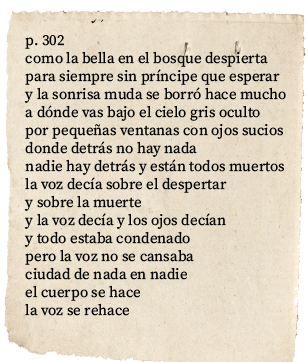 p. 302
como la bella en el bosque despierta
para siempre sin príncipe que esperar
y la sonrisa muda se borró hace mucho
a dónde vas bajo el cielo gris oculto
por pequeñas ventanas con ojos sucios
donde detrás no hay nada
nadie hay detrás y están todos muertos
la voz decía sobre el despertar
y sobre la muerte
y la voz decía y los ojos decían
y todo estaba condenado
pero la voz no se cansaba
ciudad de nada en nadie
el cuerpo se hace
la voz se rehace